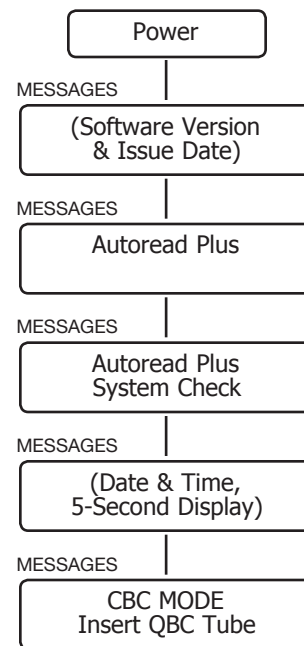 Power
MESSAGES
(Software Version
& Issue Date)
MESSAGES
Autoread Plus
MESSAGES
Autoread Plus
System Check
MESSAGES
(Date & Time,
5-Second Display)
MESSAGES
CBC MODE
Insert QBC Tube